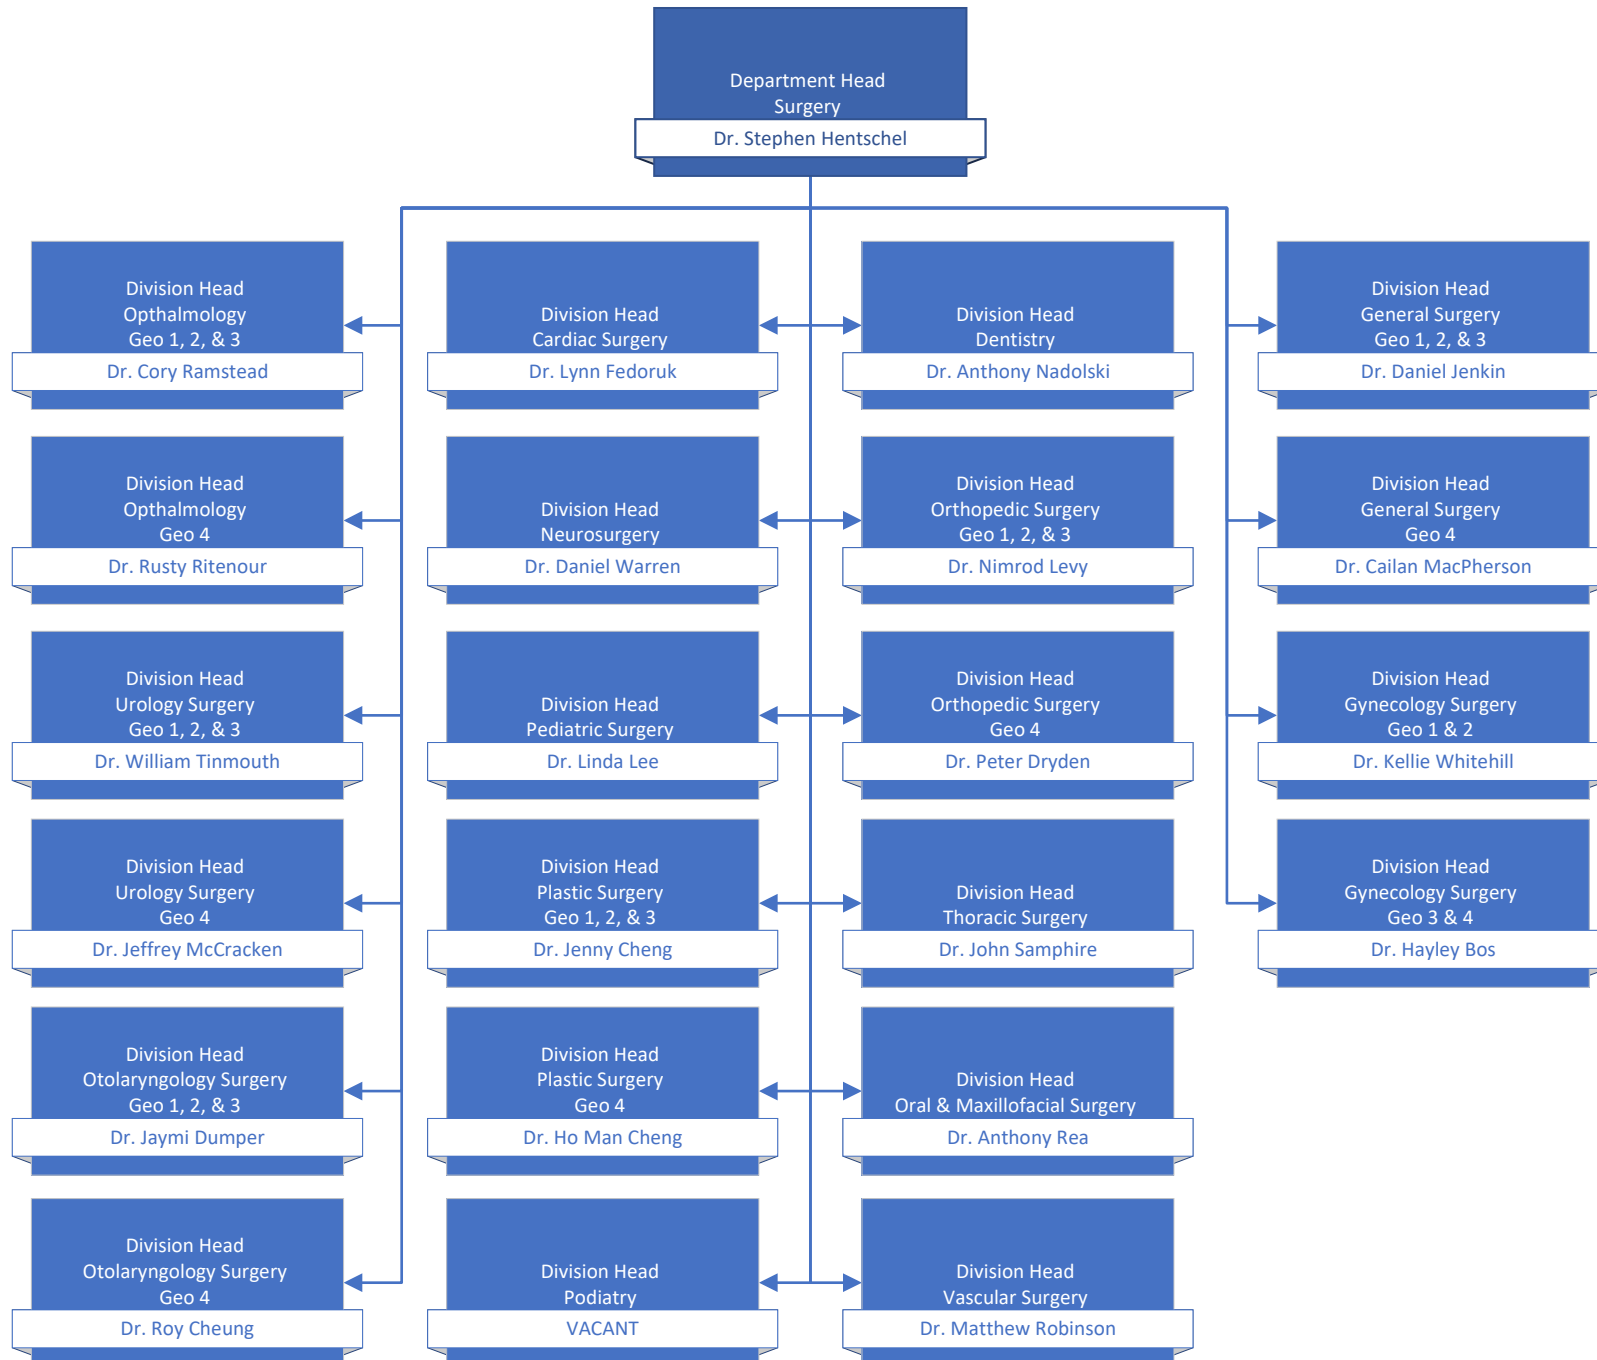 Department Head
Surgery
Dr. Stephen Hentschel
Division Head
Opthalmology
Geo 1, 2, & 3
Dr. Cory Ramstead
Division Head
Cardiac Surgery
Dr. Lynn Fedoruk
Division Head
Dentistry
Dr. Anthony Nadolski
Division Head
General Surgery
Geo 1, 2, & 3
Dr. Daniel Jenkin
Division Head
Opthalmology
Geo 4
Dr. Rusty Ritenour
Division Head
Neurosurgery
Dr. Daniel Warren
Division Head
Orthopedic Surgery
Geo 1, 2, & 3
Dr. Nimrod Levy
Division Head
General Surgery
Geo 4
Dr. Cailan MacPherson
Division Head
Urology Surgery
Geo 1, 2, & 3
Dr. William Tinmouth
Division Head
Pediatric Surgery
Dr. Linda Lee
Division Head
Orthopedic Surgery
Geo 4
Dr. Peter Dryden
Division Head
Gynecology Surgery
Geo 1 & 2
Dr. Kellie Whitehill
Division Head
Urology Surgery
Geo 4
Dr. Jeffrey McCracken
Division Head
Plastic Surgery
Geo 1, 2, & 3
Dr. Jenny Cheng
Division Head
Thoracic Surgery
Dr. John Samphire
Division Head
Gynecology Surgery
Geo 3 & 4
Dr. Hayley Bos
Division Head
Otolaryngology Surgery
Geo 1, 2, & 3
Dr. Jaymi Dumper
Division Head
Plastic Surgery
Geo 4
Dr. Ho Man Cheng
Division Head
Oral & Maxillofacial Surgery
Dr. Anthony Rea
Division Head
Otolaryngology Surgery
Geo 4
Dr. Roy Cheung
Division Head
Podiatry
VACANT
Division Head
Vascular Surgery
Dr. Matthew Robinson